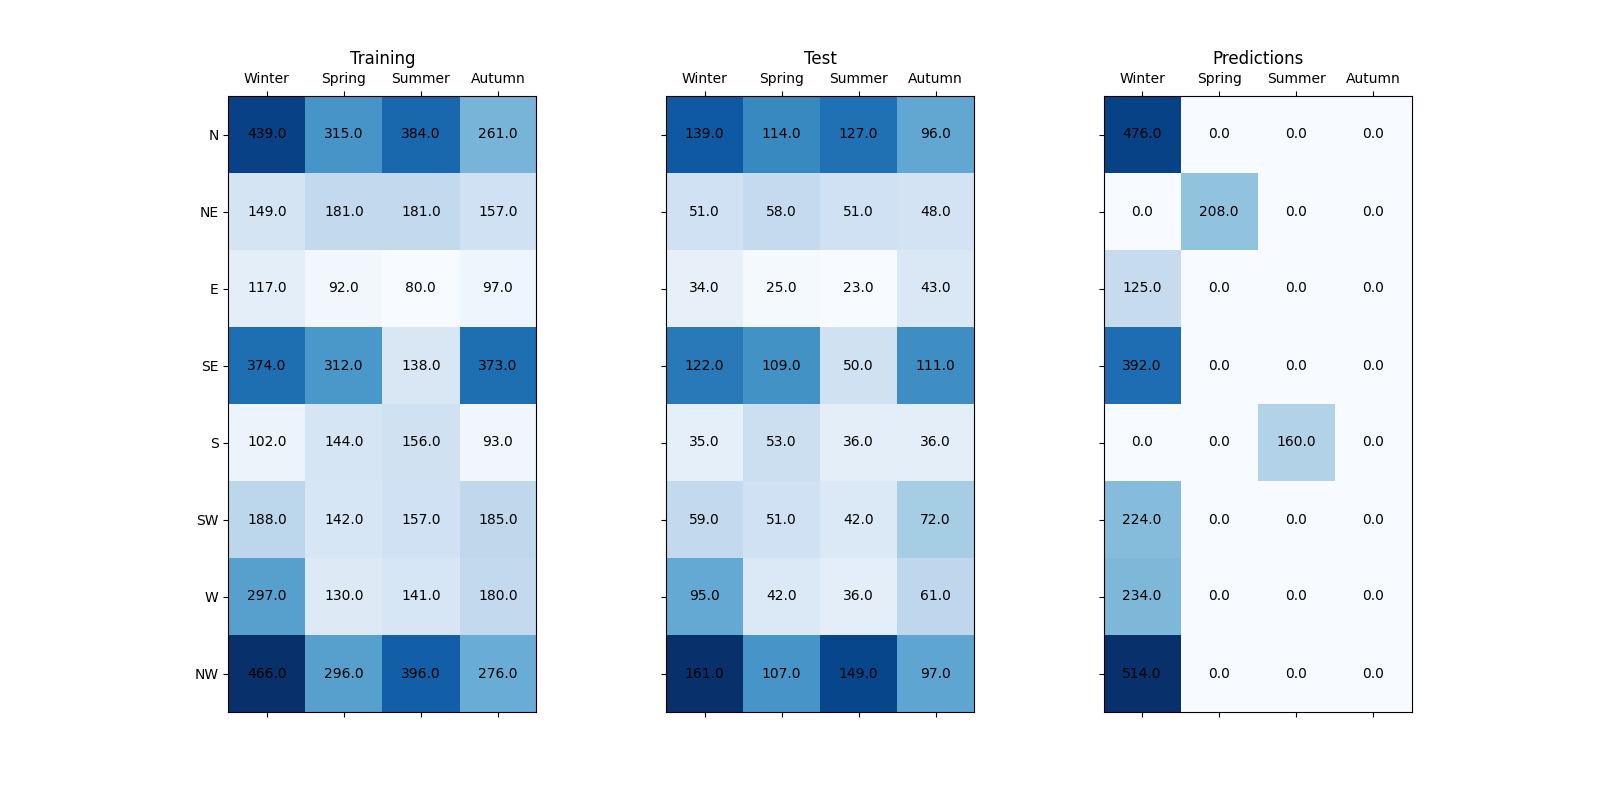 Training Test Predictions
Winter Spring Summer Autumn Winter Spring Summer Autumn Winter Spring Summer Autumn
N 439.0 315.0 384.0 261.0 139.0 114.0 127.0 96.0 476.0 0.0 0.0 0.0
NE 149.0 181.0 181.0 157.0 51.0 58.0 51.0 48.0 0.0 208.0 0.0 0.0
E 117.0 92.0 80.0 97.0 34.0 25.0 23.0 43.0 125.0 0.0 0.0 0.0
SE 374.0 312.0 138.0 373.0 122.0 109.0 50.0 111.0 392.0 0.0 0.0 0.0
S 102.0 144.0 156.0 93.0 35.0 53.0 36.0 36.0 0.0 0.0 160.0 0.0
SW 188.0 142.0 157.0 185.0 59.0 51.0 42.0 72.0 224.0 0.0 0.0 0.0
W 297.0 130.0 141.0 180.0 95.0 42.0 36.0 61.0 234.0 0.0 0.0 0.0
NW 466.0 296.0 396.0 276.0 161.0 107.0 149.0 97.0 514.0 0.0 0.0 0.0